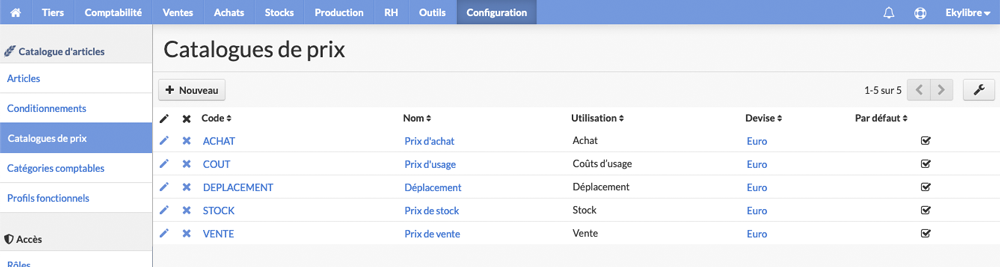 Tiers Comptabilité Ventes Achats Stocks Production RH Outils Configuration Ekylibre
Catalogue d'articles
Articles
Conditionnements
Catalogues de prix
Catégories comptables
Profils fonctionnels
Accès
Rôles
Catalogues de prix
Nouveau
1-5 sur 5
Code Nom Utilisation Devise Par défaut
ACHAT Prix d'achat Achat Euro
COUT Prix d'usage Coûts d'usage Euro
DEPLACEMENT Déplacement Déplacement Euro
STOCK Prix de stock Stock Euro
VENTE Prix de vente Vente Euro